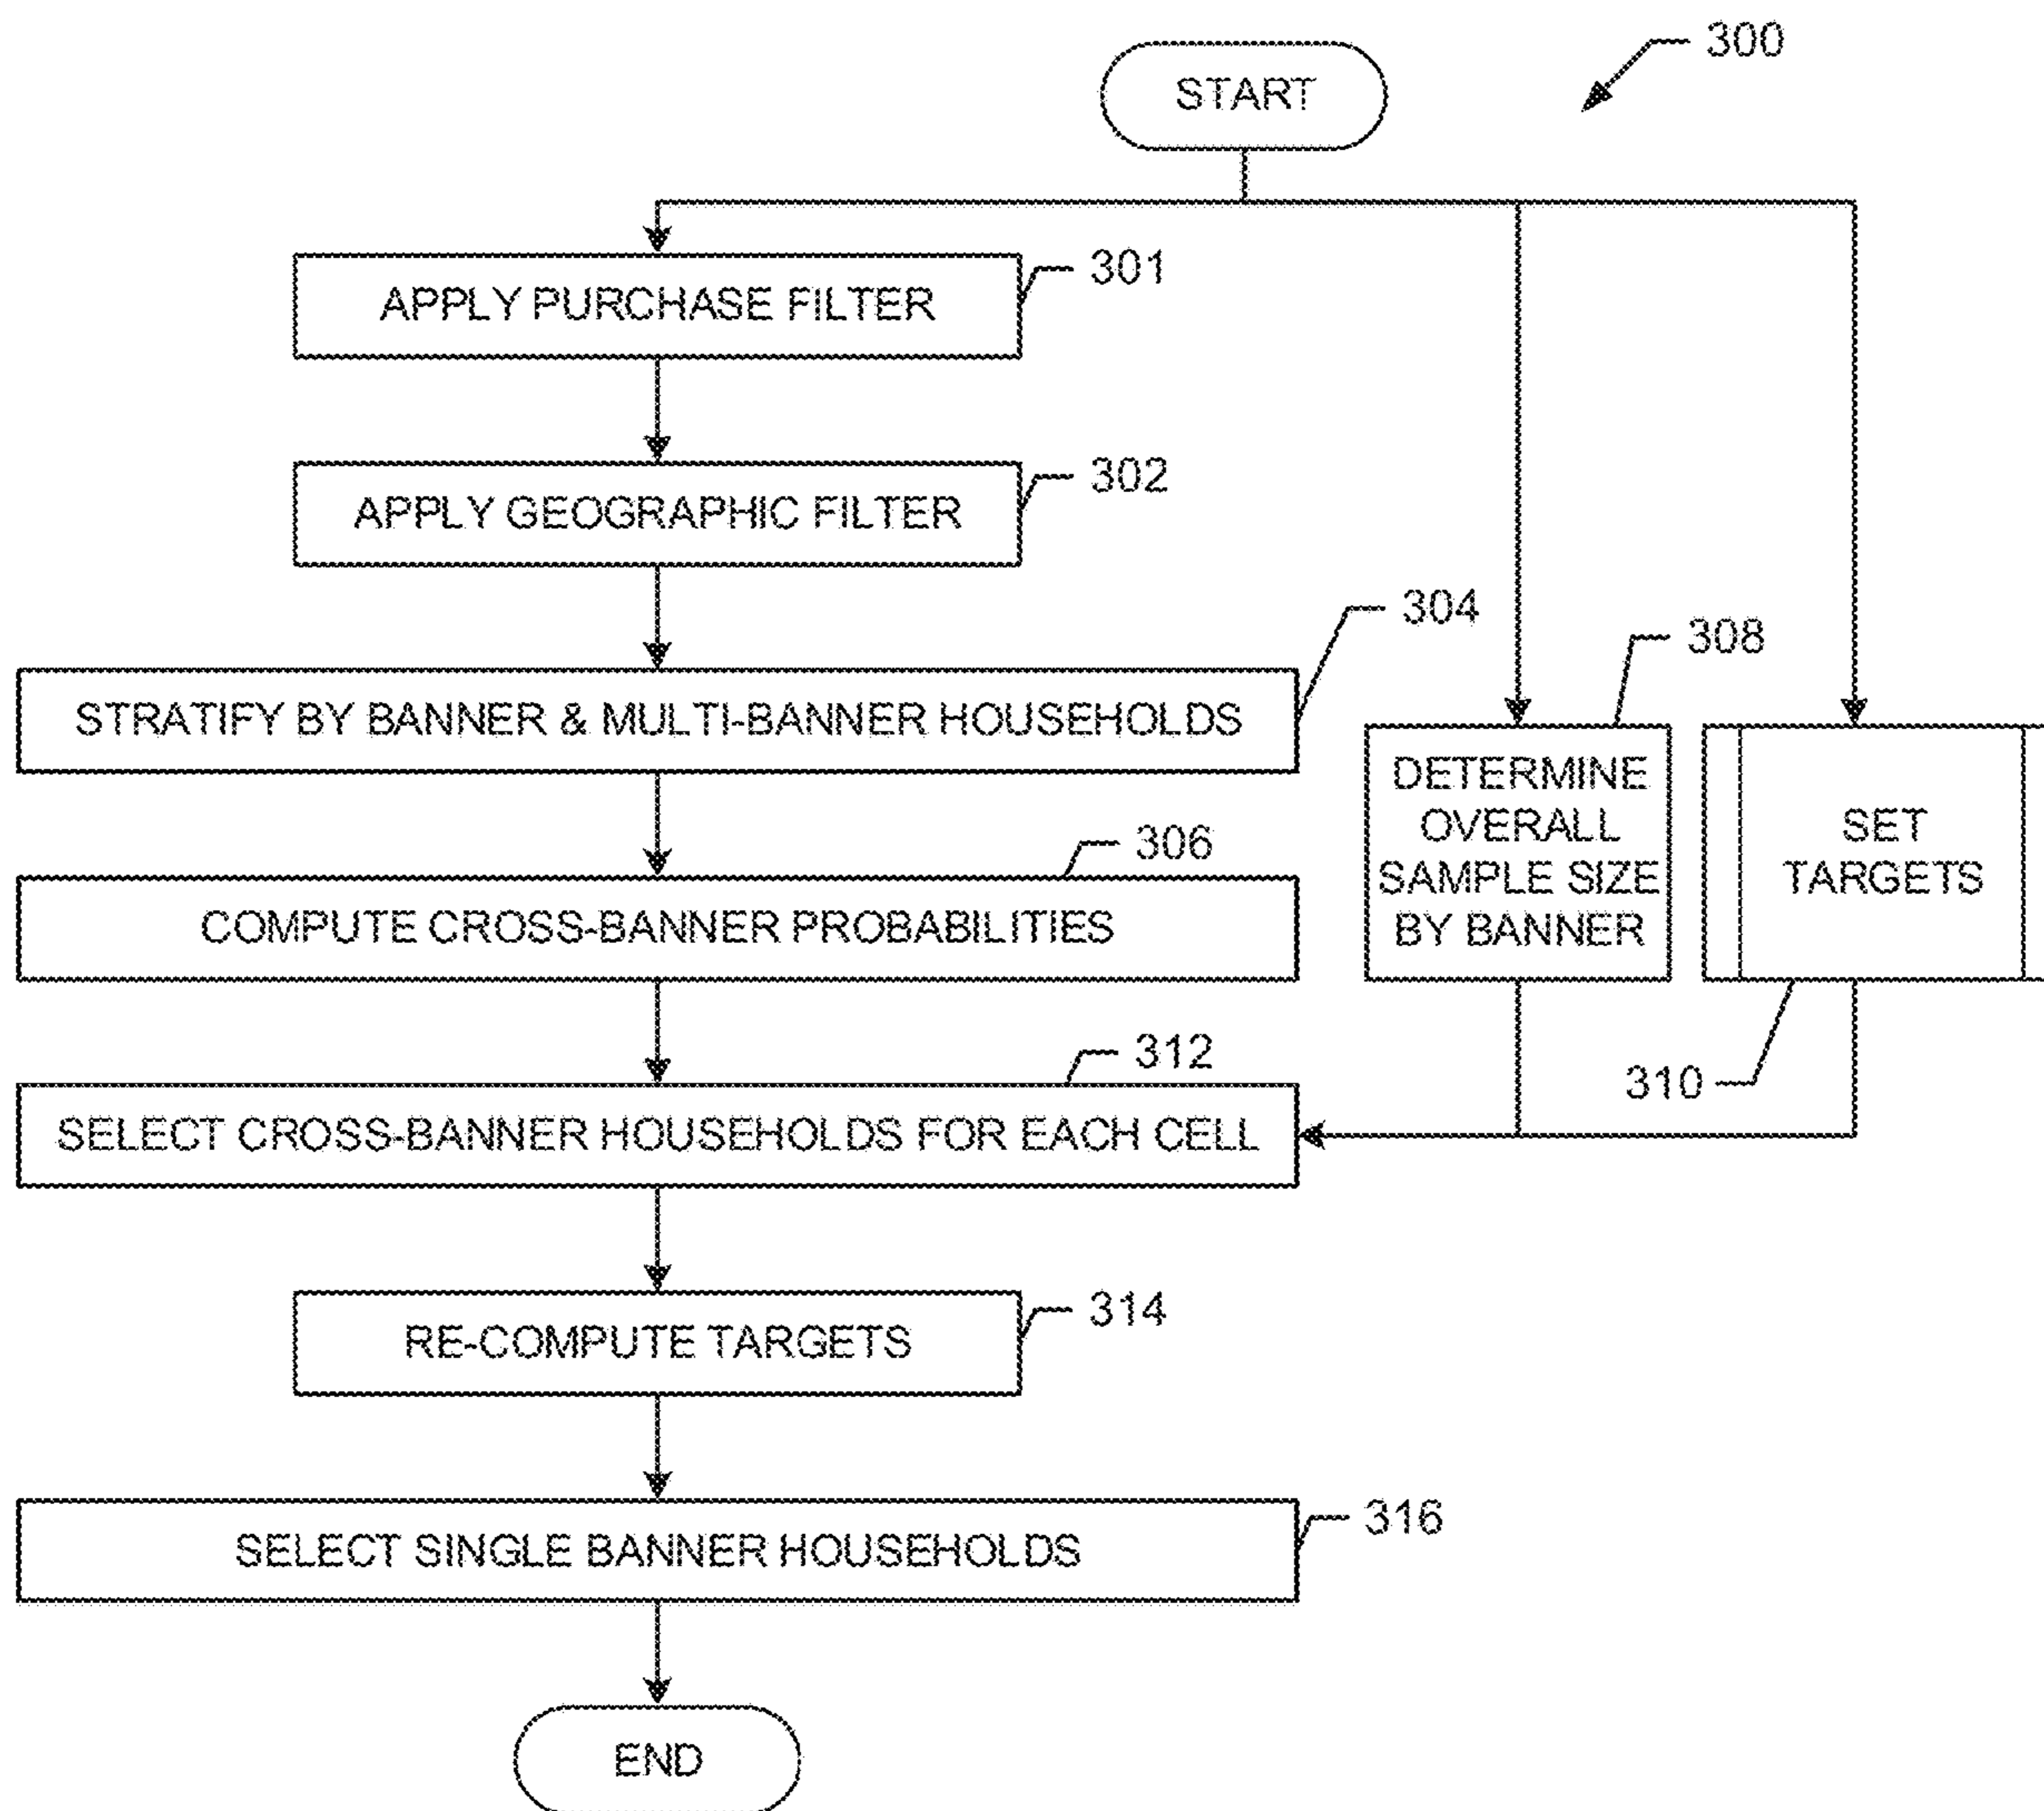 300
START
301
APPLY PURCHASE FILTER
302
APPLY GEOGRAPHIC FILTER
304
STRATIFY BY BANNER & MULTI-BANNER HOUSEHOLDS
308
DETERMINE
OVERALL
SAMPLE SIZE
BY BANNER
SET
TARGETS
306
COMPUTE CROSS-BANNER PROBABILITIES
312
310
SELECT CROSS-BANNER HOUSEHOLDS FOR EACH CELL
314
RE-COMPUTE TARGETS
316
SELECT SINGLE BANNER HOUSEHOLDS
END